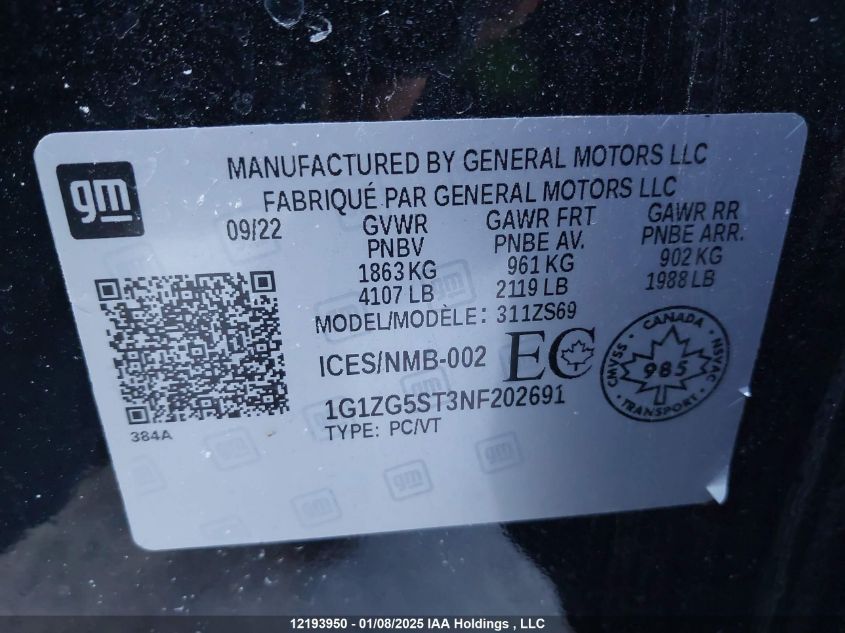 gm
MANUFACTURED BY GENERAL MOTORS LLC
FABRIQUÉ PAR GENERAL MOTORS LLC
09/22
GVWR
PNBV
1863 KG
4107 LB
GAWR FRT
PNBE AV.
961 KG
2119 LB
GAWR RR
PNBE ARR.
902 KG
1988 LB
MODEL/MODÈLE: 311ZS69
ICES/NMB-002
EC
1G1ZG5ST3NF202691
TYPE: PC/VT
384A
CANADA
CMVSS
985
NSVAC
TRANSPORT
12193950 - 01/08/2025 IAA Holdings , LLC